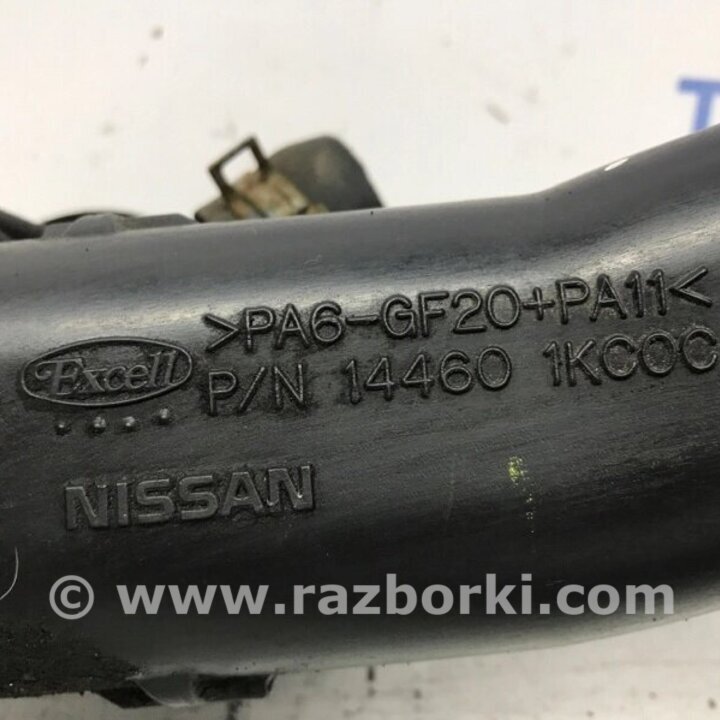 >PA6-GF20+PA11<
Excell
P/N 14460 1KC0C
NISSAN
© www.razborki.com